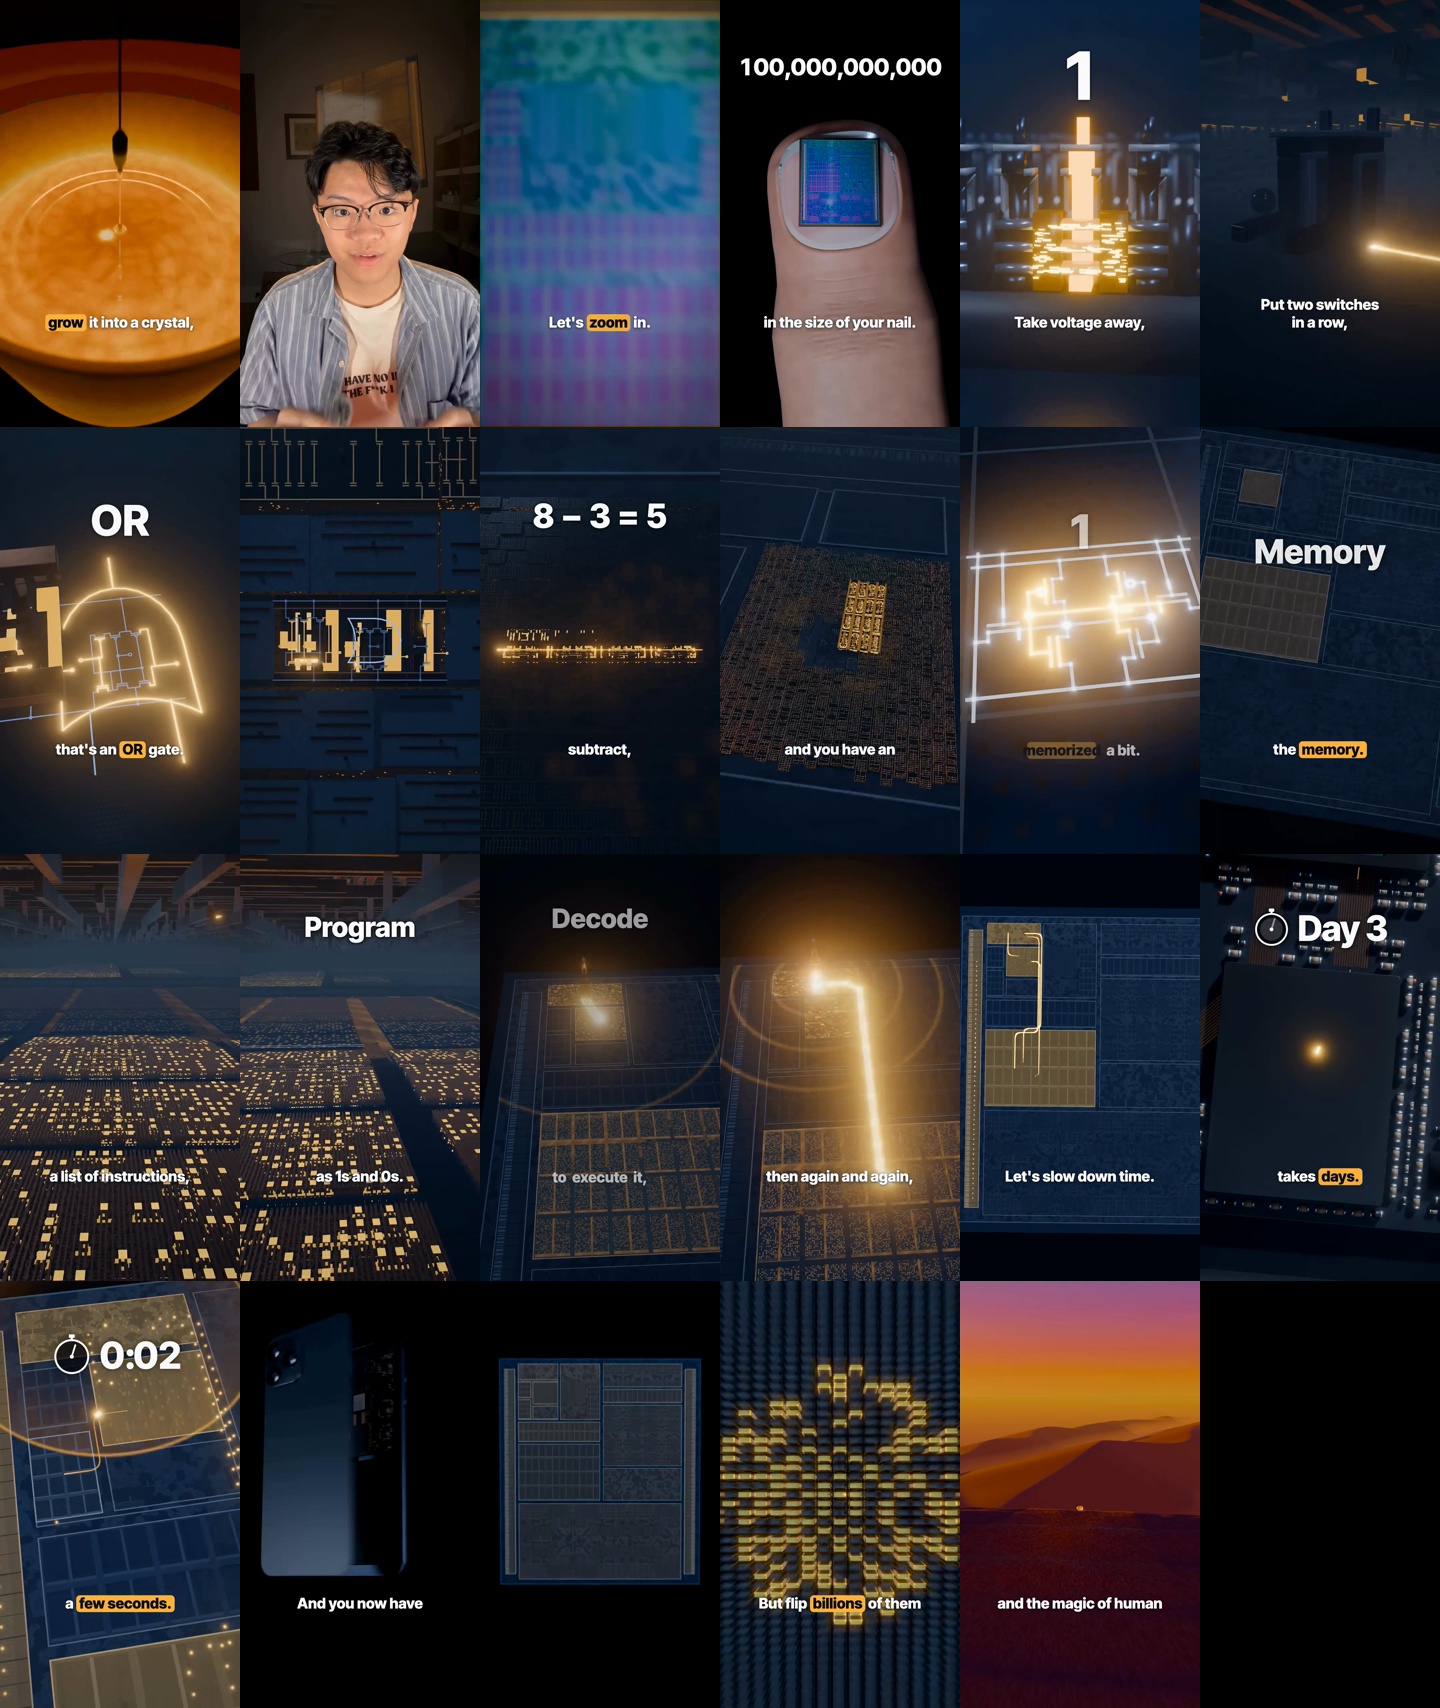 grow it into a crystal,
HAVE NO I
THE F**K I
Let's zoom in.
100,000,000,000
in the size of your nail.
1
Take voltage away,
Put two switches
in a row,
OR
that's an OR gate.
8 – 3 = 5
subtract,
and you have an
1
memorized a bit.
Memory
the memory.
a list of instructions,
Program
as 1s and 0s.
Decode
to execute it,
then again and again,
Let's slow down time.
Day 3
takes days.
0:02
a few seconds.
And you now have
But flip billions of them
and the magic of human